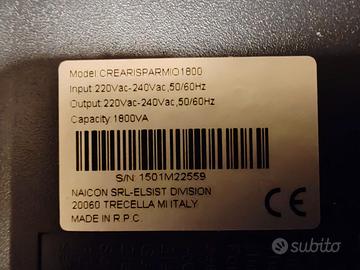 Model:CREARISPARMIO1800
Input:220Vac-240Vac,50/60Hz
Output:220Vac-240Vac,50/60Hz
Capacity:1800VA
S/N: 1501M22559
NAICON SRL-ELSIST DIVISION
20060 TRECELLA MI ITALY
MADE IN R.P.C.
CE
subito